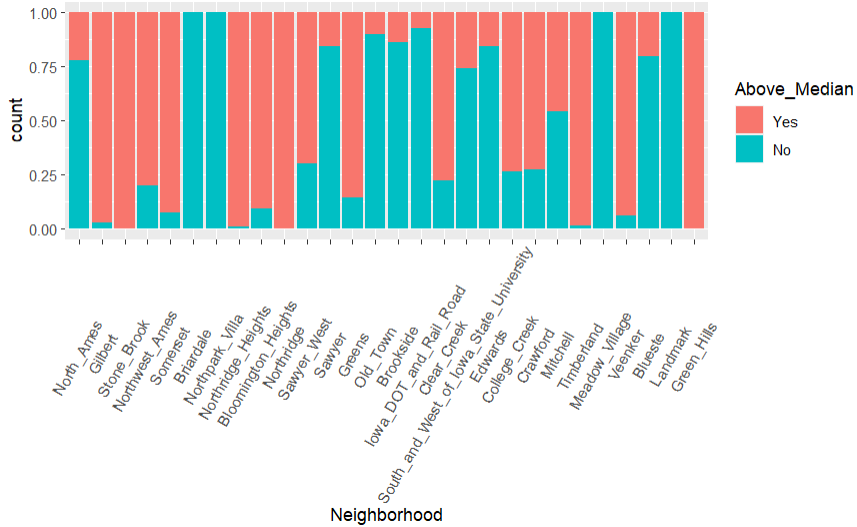 1.00
0.75
0.50
0.25
0.00
count
North_Ames
Gilbert
Stone_Brook
Northwest_Ames
Somerset
Briardale
Northpark_Villa
Northridge_Heights
Bloomington_Heights
Northridge
Sawyer_West
Sawyer
Greens
Old_Town
Brookside
Iowa_DOT_and_Rail_Road
Clear_Creek
South_and_West_of_Iowa_State_University
Edwards
College_Creek
Crawford
Mitchell
Timberland
Meadow_Village
Veenker
Blueste
Landmark
Green_Hills
Neighborhood
Above_Median
Yes
No